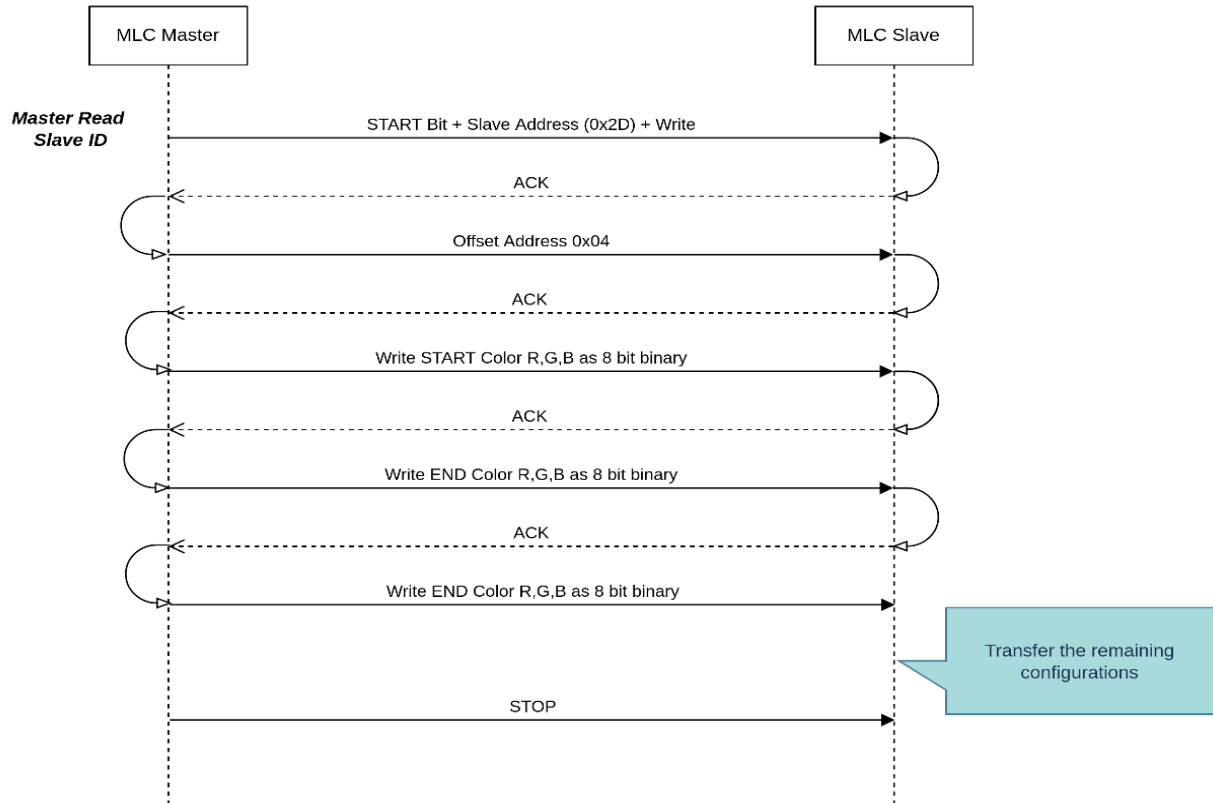 MLC Master
MLC Slave
Master Read
Slave ID
START Bit + Slave Address (0x2D) + Write
ACK
Offset Address 0x04
ACK
Write START Color R,G,B as 8 bit binary
ACK
Write END Color R,G,B as 8 bit binary
ACK
Write END Color R,G,B as 8 bit binary
Transfer the remaining
configurations
STOP